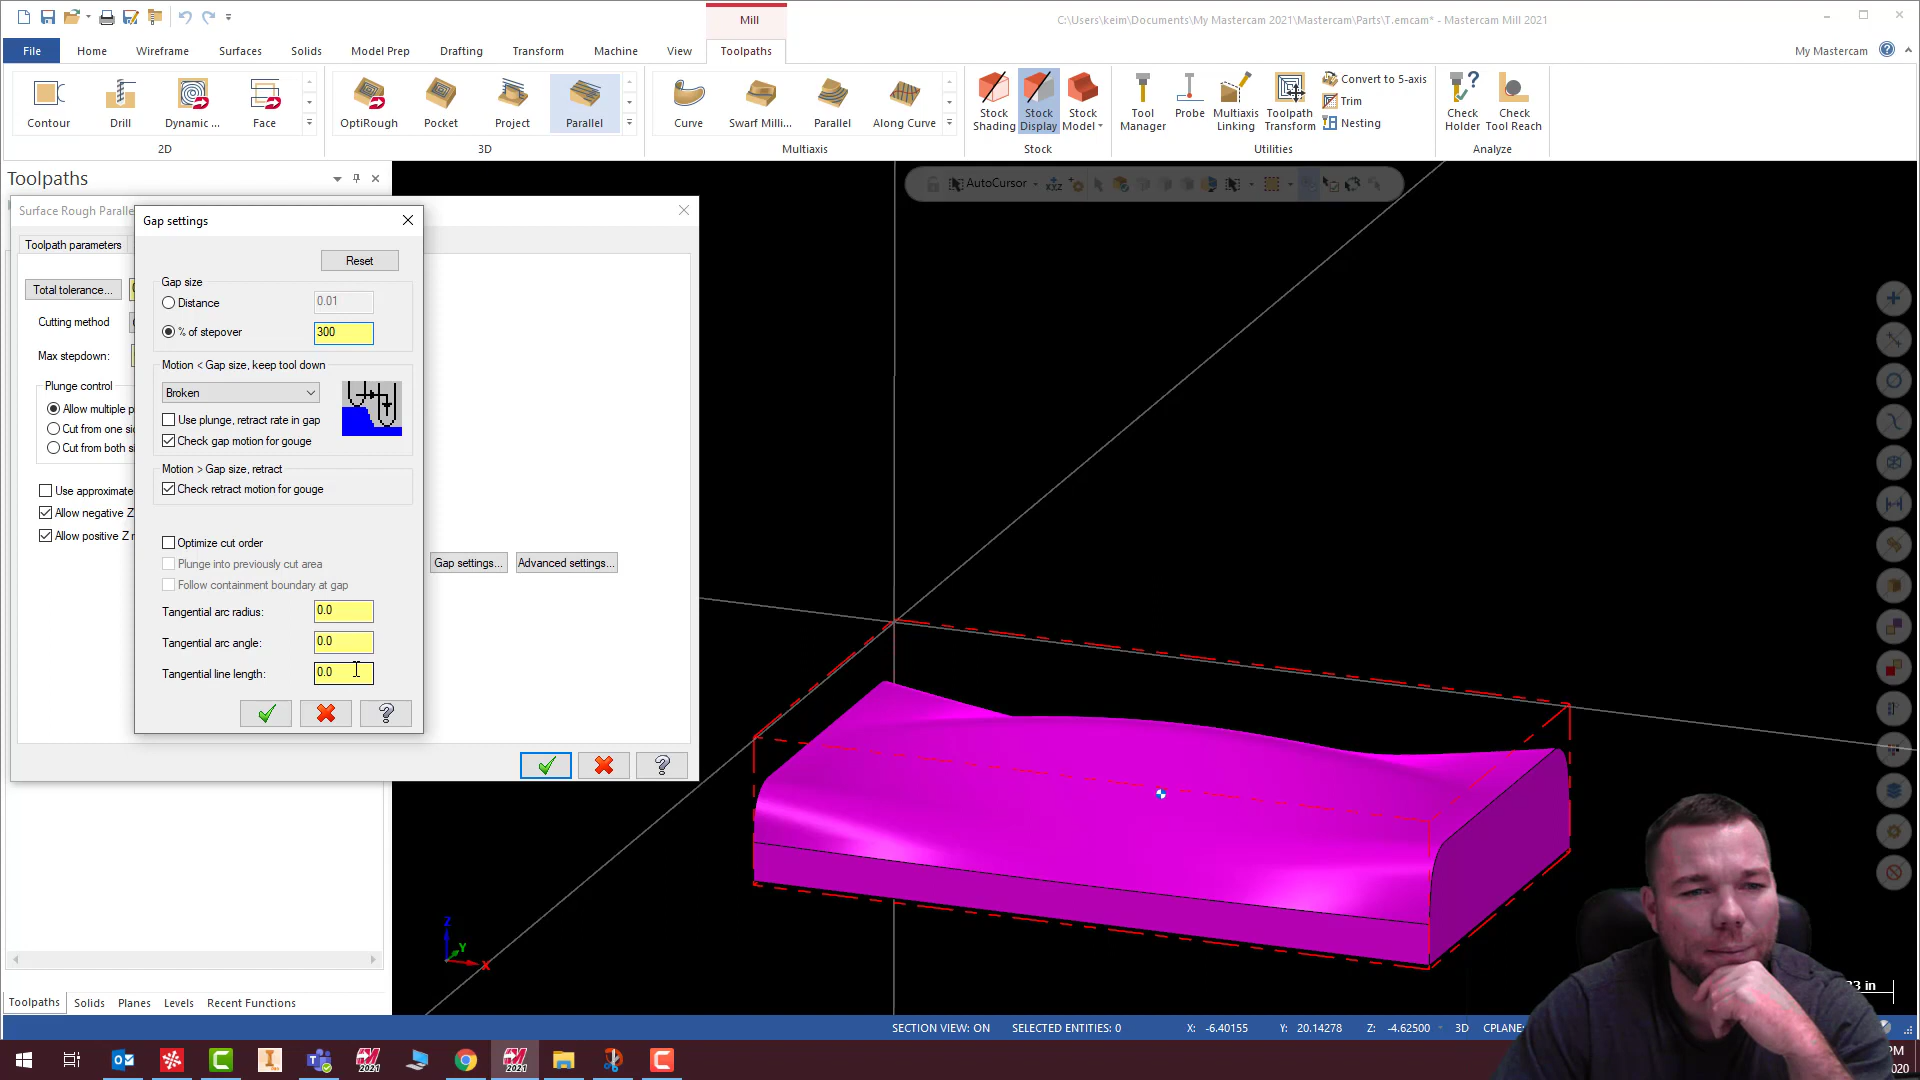 Mill
C:\Users\keim\Documents\My Mastercam 2021\Mastercam\Parts\T.emcam* - Mastercam Mill 2021
File
Home
Wireframe
Surfaces
Solids
Model Prep
Drafting
Transform
Machine
View
Toolpaths
My Mastercam
Contour
Drill
Dynamic ...
Face
OptiRough
Pocket
Project
Parallel
Curve
Swarf Milli...
Parallel
Along Curve
Stock Shading
Stock Display
Stock Model
Tool Manager
Probe
Multiaxis Linking
Toolpath Transform
Convert to 5-axis
Trim
Nesting
Check Holder
Check Tool Reach
2D
3D
Multiaxis
Stock
Utilities
Analyze
Toolpaths
AutoCursor
Surface Rough Paralle
Gap settings
Toolpath parameters
Reset
Total tolerance...
Gap size
Distance
0.01
Cutting method
% of stepover
300
Max stepdown:
Motion < Gap size, keep tool down
Plunge control
Broken
Allow multiple p
Use plunge, retract rate in gap
Cut from one si
Check gap motion for gouge
Cut from both s
Motion > Gap size, retract
Use approximate
Check retract motion for gouge
Allow negative Z
Allow positive Z r
Optimize cut order
Plunge into previously cut area
Gap settings...
Advanced settings...
Follow containment boundary at gap
Tangential arc radius:
0.0
Tangential arc angle:
0.0
Tangential line length:
0.0
Z
Y
X
Toolpaths
Solids
Planes
Levels
Recent Functions
in
SECTION VIEW: ON
SELECTED ENTITIES: 0
X: -6.40155
Y: 20.14278
Z: -4.62500
3D
CPLANE:
2021
2021
PM